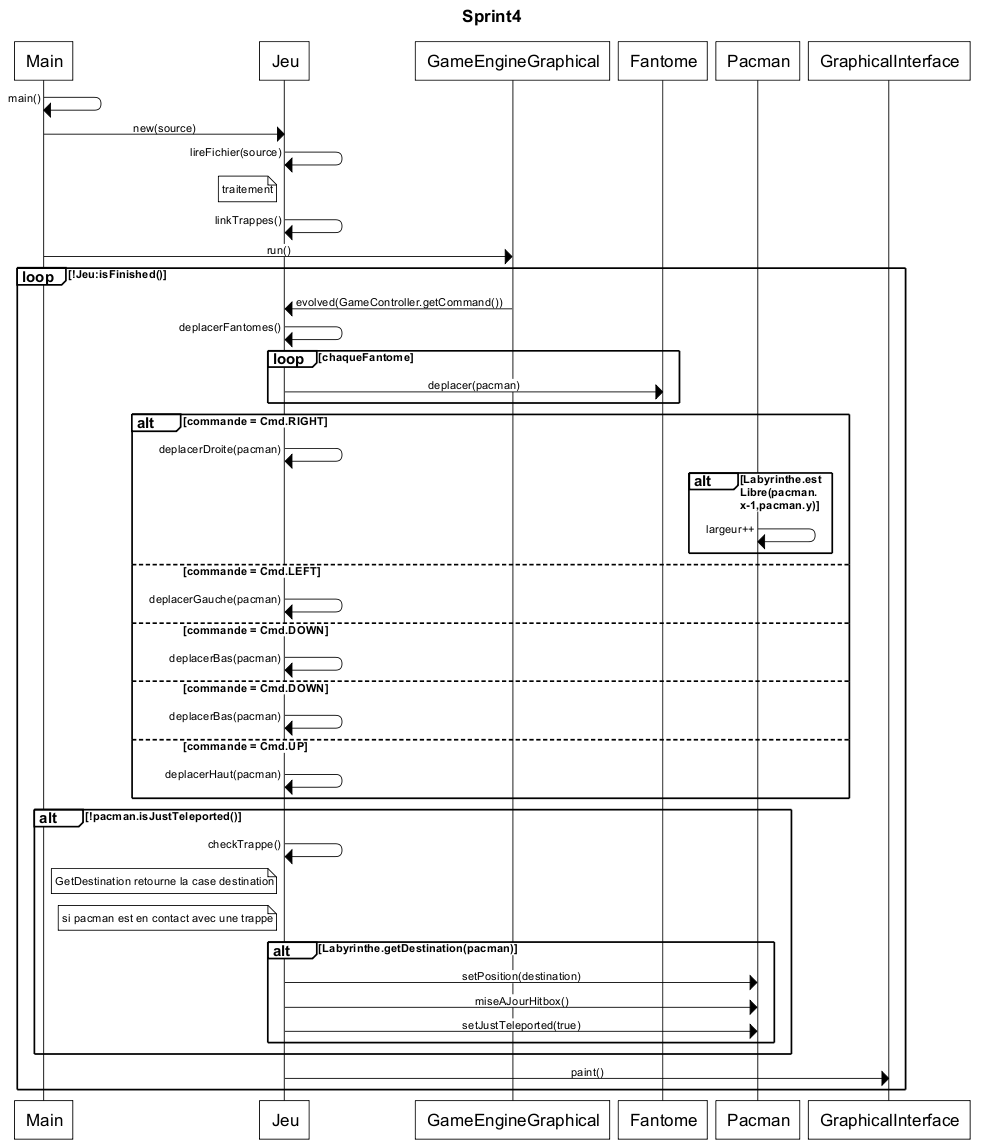 Sprint4
Main
Jeu
GameEngineGraphical
Fantome
Pacman
GraphicalInterface
main()
new(source)
lireFichier(source)
traitement
linkTrappes()
run()
loop
[!Jeu:isFinished()]
evolved(GameController.getCommand())
deplacerFantomes()
loop
[chaqueFantome]
deplacer(pacman)
alt
[commande = Cmd.RIGHT]
deplacerDroite(pacman)
alt
[Labyrinthe.est
Libre(pacman.
x-1,pacman.y)]
largeur++
[commande = Cmd.LEFT]
deplacerGauche(pacman)
[commande = Cmd.DOWN]
deplacerBas(pacman)
[commande = Cmd.DOWN]
deplacerBas(pacman)
[commande = Cmd.UP]
deplacerHaut(pacman)
alt
[!pacman.isJustTeleported()]
checkTrappe()
GetDestination retourne la case destination
si pacman est en contact avec une trappe
alt
[Labyrinthe.getDestination(pacman)]
setPosition(destination)
miseAJourHitbox()
setJustTeleported(true)
paint()
Main
Jeu
GameEngineGraphical
Fantome
Pacman
GraphicalInterface